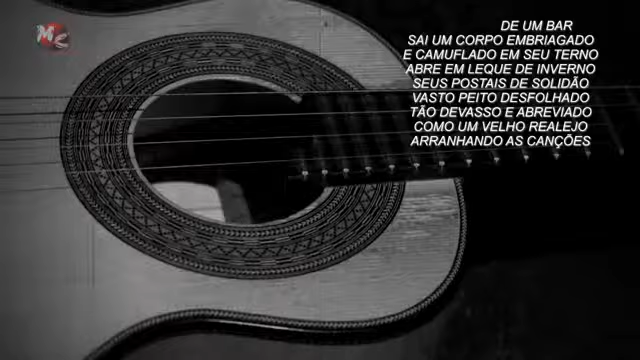 MC
DE UM BAR
SAI UM CORPO EMBRIAGADO
E CAMUFLADO EM SEU TERNO
ABRE EM LEQUE DE INVERNO
SEUS POSTAIS DE SOLIDÃO
VASTO PEITO DESFOLHADO
TÃO DEVASSO E ABREVIADO
COMO UM VELHO REALEJO
ARRANHANDO AS CANÇÕES